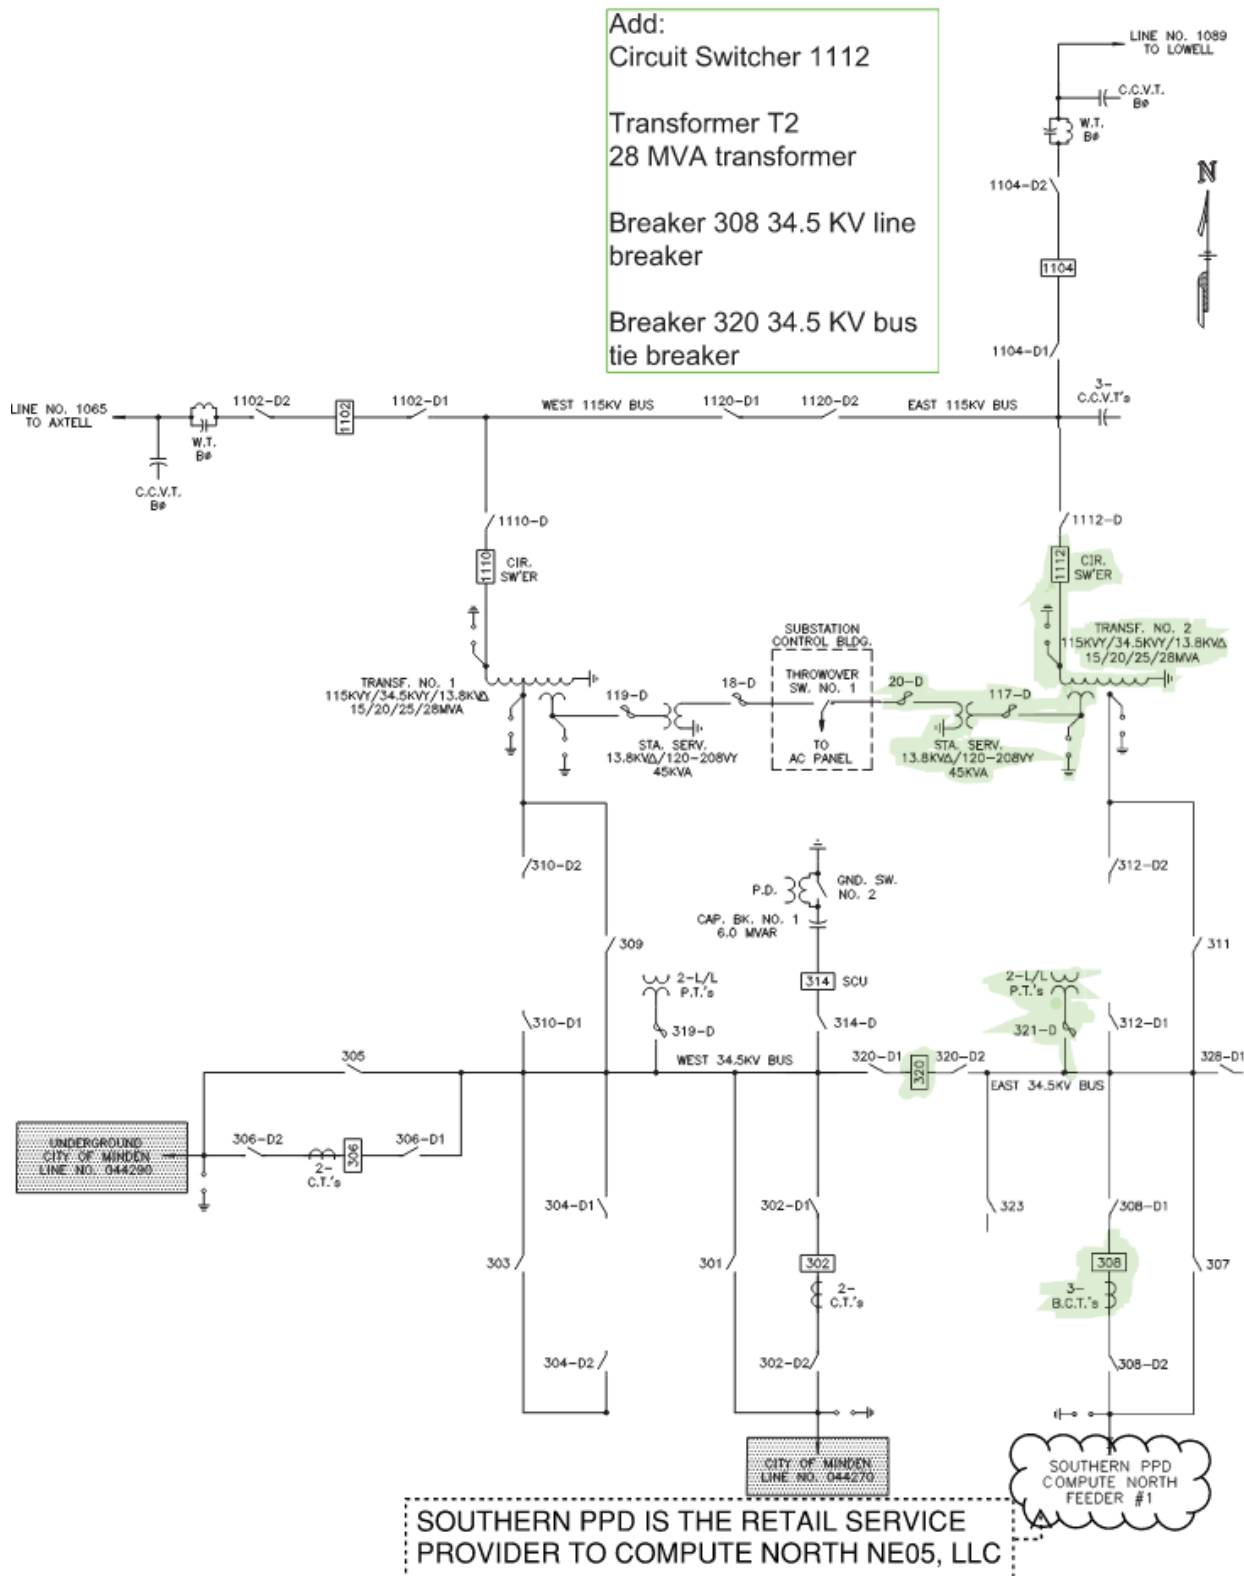 Add:
Circuit Switcher 1112
Transformer T2
28 MVA transformer
Breaker 308 34.5 KV line
breaker
Breaker 320 34.5 KV bus
tie breaker
LINE NO. 1089
TO LOWELL
C.C.V.T.
BØ
W.T.
BØ
1104-D2
N
1104
1104-D1
3-
C.C.V.T's
LINE NO. 1065
TO AXTELL
1102-D2
1102
1102-D1
WEST 115KV BUS
1120-D1
1120-D2
EAST 115KV BUS
W.T.
BØ
C.C.V.T.
BØ
1110-D
1112-D
1110
CIR.
SW'ER
1112
CIR.
SW'ER
TRANSF. NO. 1
115KVY/34.5KVY/13.8KVΔ
15/20/25/28MVA
119-D
18-D
SUBSTATION
CONTROL BLDG.
THROWOVER
SW. NO. 1
TO
AC PANEL
20-D
117-D
TRANSF. NO. 2
115KVY/34.5KVY/13.8KVΔ
15/20/25/28MVA
STA. SERV.
13.8KVΔ/120-208VY
45KVA
STA. SERV.
13.8KVΔ/120-208VY
45KVA
310-D2
P.D.
GND. SW.
NO. 2
312-D2
CAP. BK. NO. 1
6.0 MVAR
309
311
2-L/L
P.T.'s
314
SCU
2-L/L
P.T.'s
310-D1
319-D
314-D
321-D
312-D1
305
WEST 34.5KV BUS
320-D1
320
320-D2
EAST 34.5KV BUS
328-D1
UNDERGROUND
CITY OF MINDEN
LINE NO. 044290
306-D2
2-
C.T.'s
306
306-D1
304-D1
302-D1
323
308-D1
303
301
302
308
307
2-
C.T.'s
3-
B.C.T.'s
304-D2
302-D2
308-D2
CITY OF MINDEN
LINE NO. 044270
SOUTHERN PPD
COMPUTE NORTH
FEEDER #1
SOUTHERN PPD IS THE RETAIL SERVICE
PROVIDER TO COMPUTE NORTH NE05, LLC